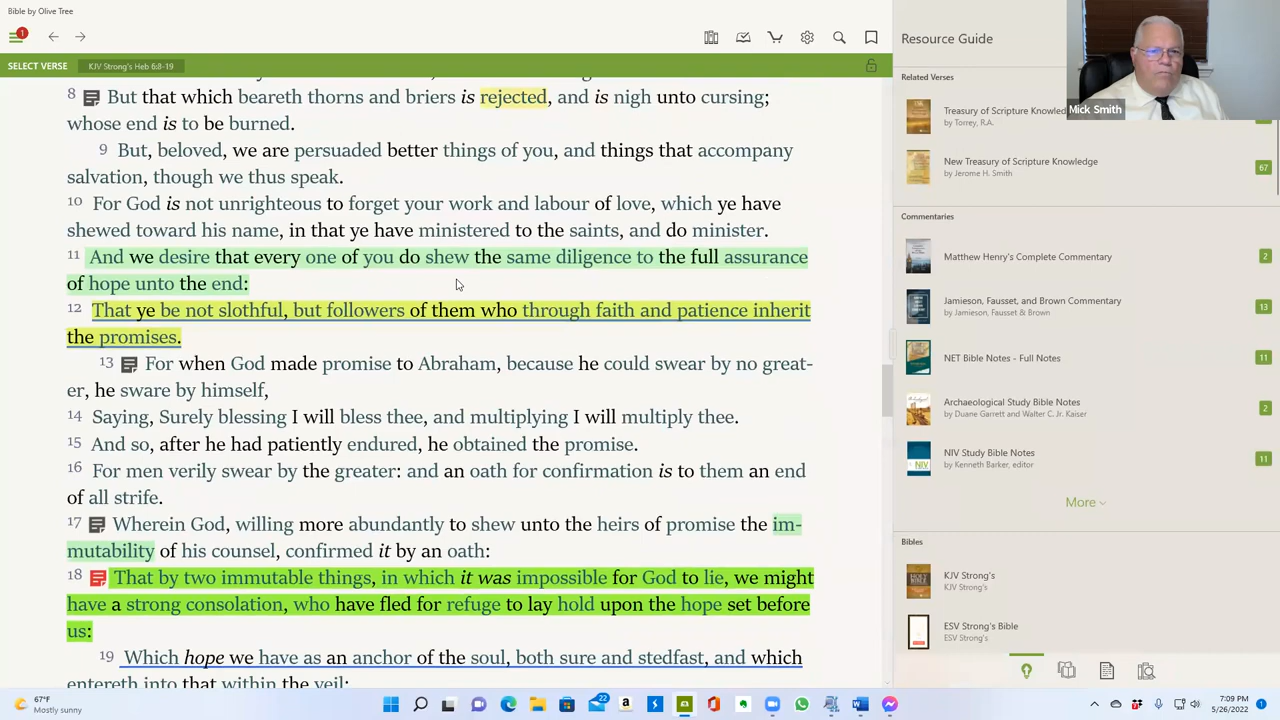 Bible by Olive Tree
1
SELECT VERSE
KJV Strong's Heb 6:8-19
8 But that which beareth thorns and briers is rejected, and is nigh unto cursing;
whose end is to be burned.
9 But, beloved, we are persuaded better things of you, and things that accompany
salvation, though we thus speak.
10 For God is not unrighteous to forget your work and labour of love, which ye have
shewed toward his name, in that ye have ministered to the saints, and do minister.
11 And we desire that every one of you do shew the same diligence to the full assurance
of hope unto the end:
12 That ye be not slothful, but followers of them who through faith and patience inherit
the promises.
13 For when God made promise to Abraham, because he could swear by no great-
er, he sware by himself,
14 Saying, Surely blessing I will bless thee, and multiplying I will multiply thee.
15 And so, after he had patiently endured, he obtained the promise.
16 For men verily swear by the greater: and an oath for confirmation is to them an end
of all strife.
17 Wherein God, willing more abundantly to shew unto the heirs of promise the im-
mutability of his counsel, confirmed it by an oath:
18 That by two immutable things, in which it was impossible for God to lie, we might
have a strong consolation, who have fled for refuge to lay hold upon the hope set before
us:
19 Which hope we have as an anchor of the soul, both sure and stedfast, and which
entereth into that within the veil;
Resource Guide
Related Verses
Treasury of Scripture
by Torrey, R.A.
Mick Smith
New Treasury of Scripture Knowledge
by Jerome H. Smith
67
Commentaries
Matthew Henry's Complete Commentary
2
Jamieson, Fausset, and Brown Commentary
by Jamieson, Fausset & Brown
13
NET Bible Notes - Full Notes
11
Archaeological Study Bible Notes
by Duane Garrett and Walter C. Jr. Kaiser
2
NIV Study Bible Notes
by Kenneth Barker, editor
11
More
Bibles
KJV Strong's
KJV Strong's
ESV Strong's Bible
ESV Strong's
67°F
Mostly sunny
22
7:09 PM
5/26/2022
1